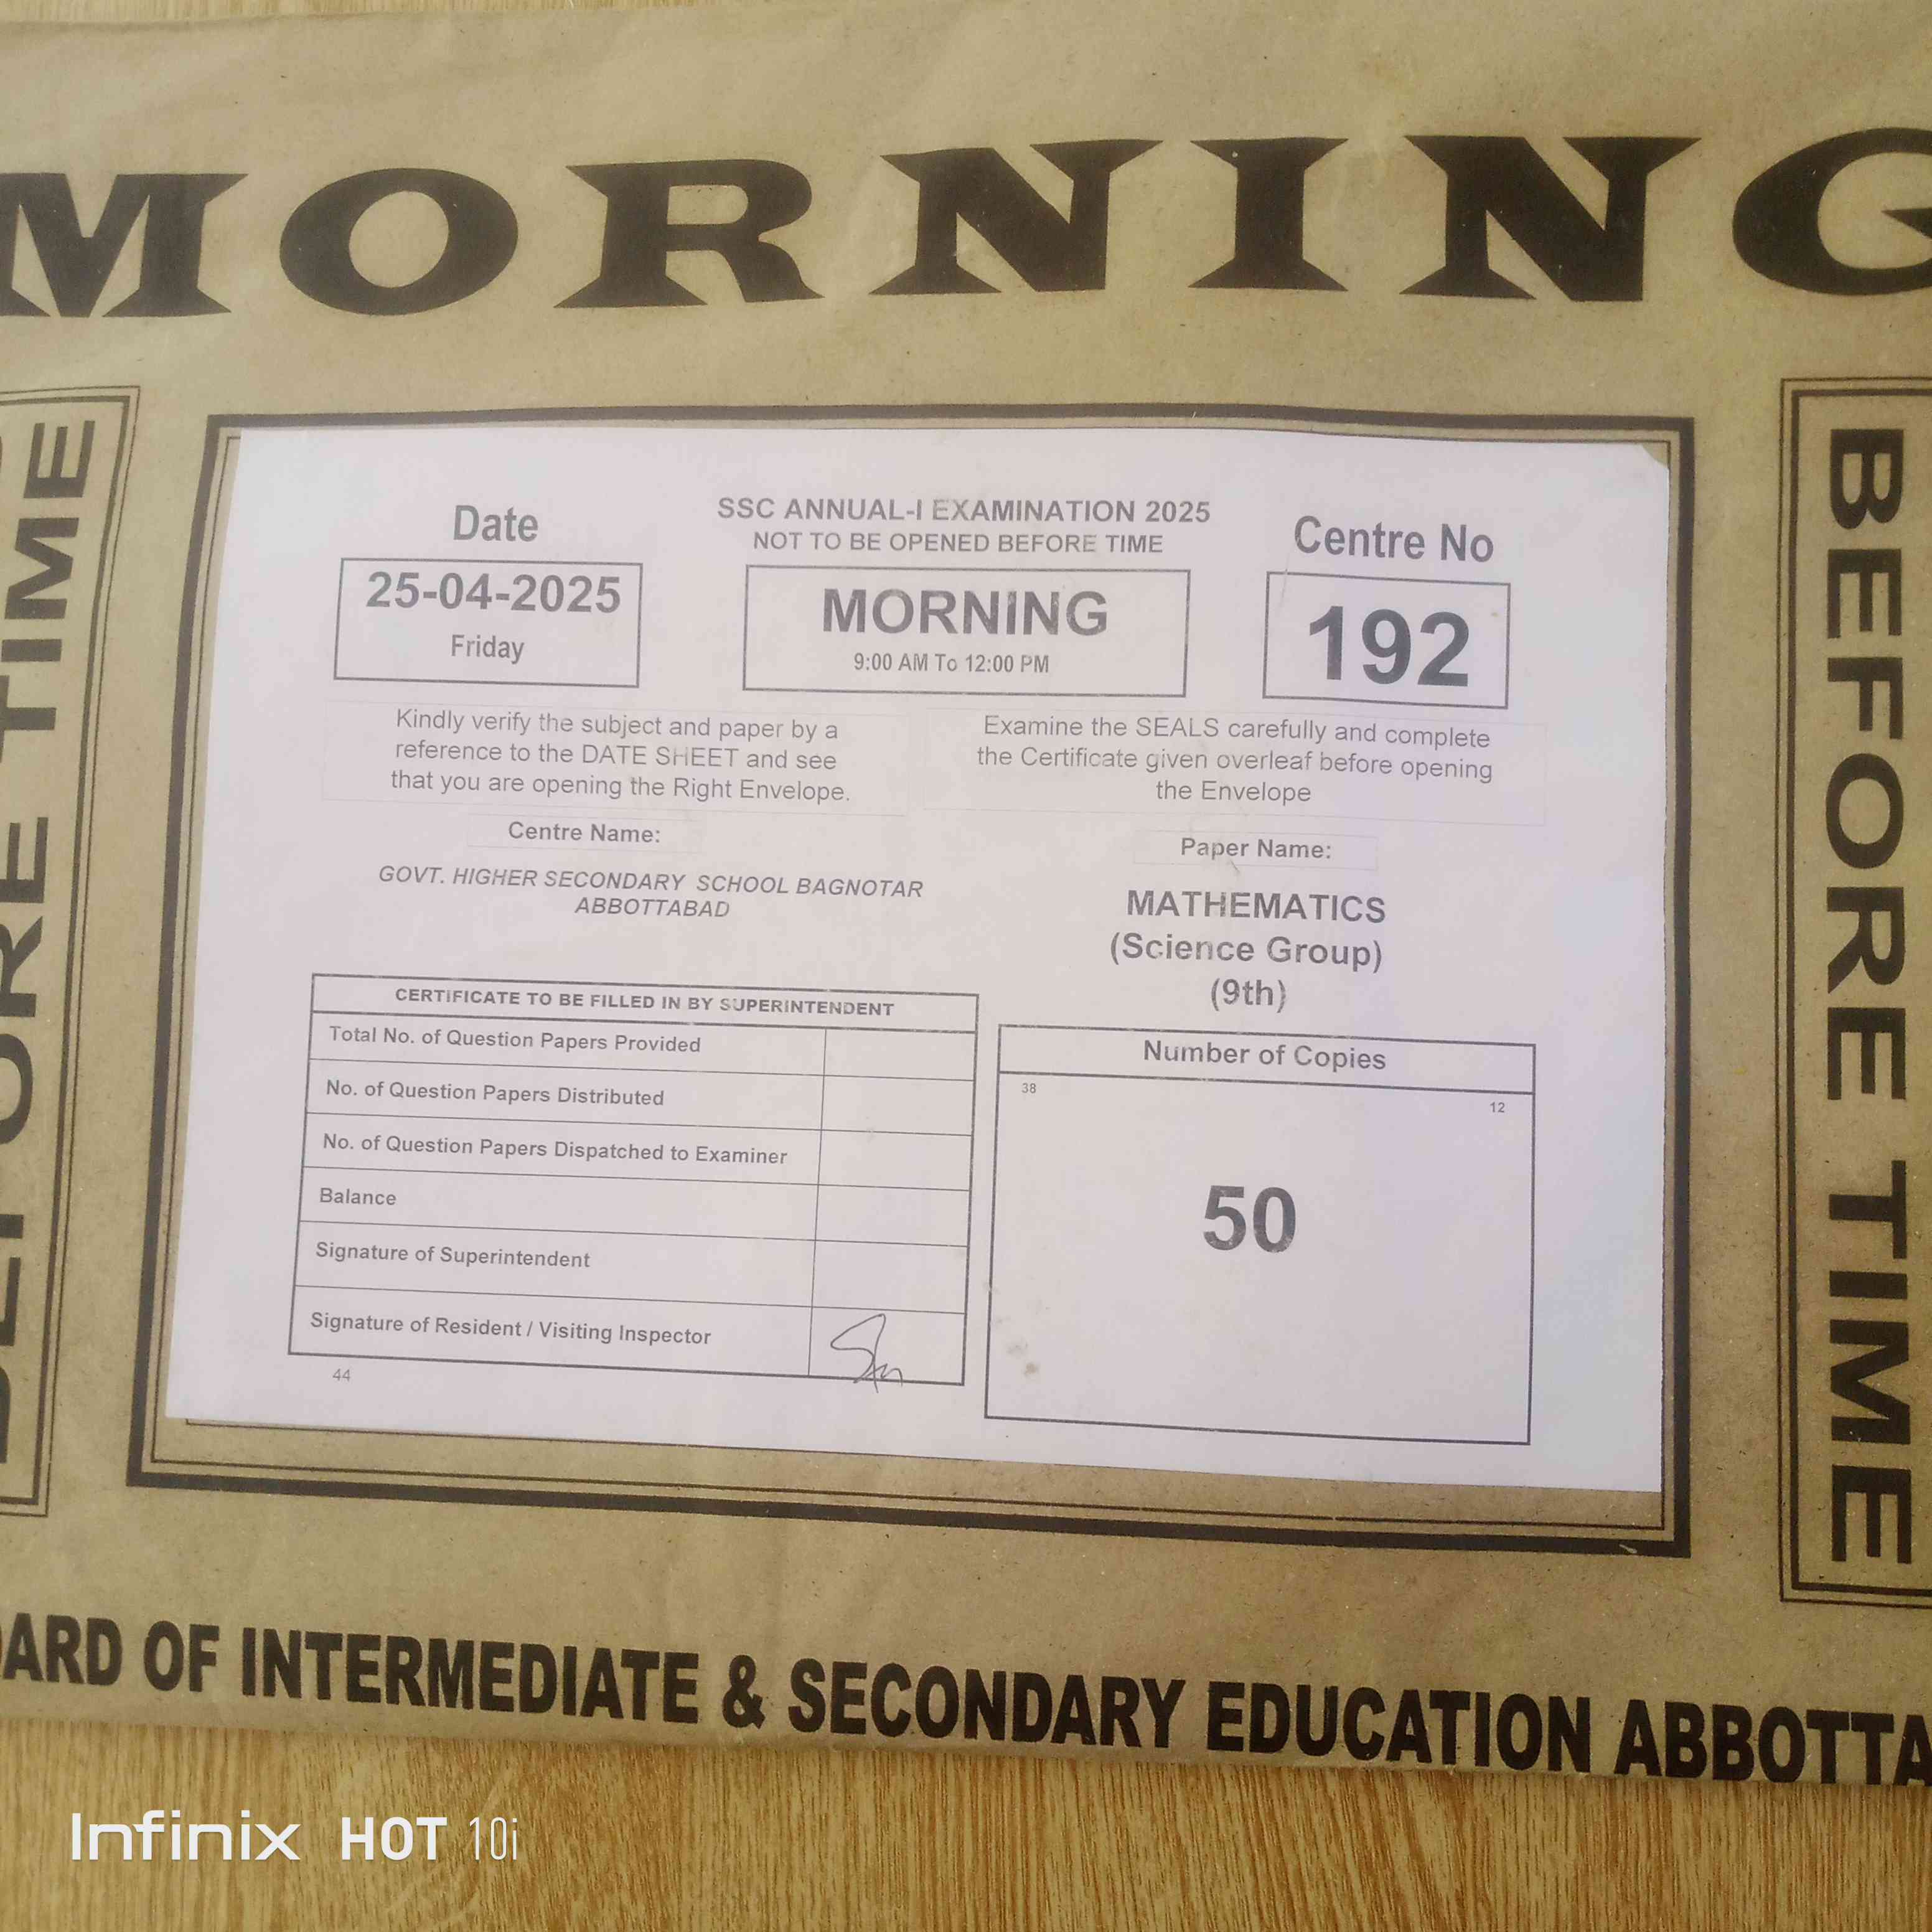 MORNING
BEFORE TIME
BEFORE TIME
Date
25-04-2025
Friday
SSC ANNUAL-I EXAMINATION 2025
NOT TO BE OPENED BEFORE TIME
MORNING
9:00 AM To 12:00 PM
Centre No
192
Kindly verify the subject and paper by a
reference to the DATE SHEET and see
that you are opening the Right Envelope.
Examine the SEALS carefully and complete
the Certificate given overleaf before opening
the Envelope
Centre Name:
GOVT. HIGHER SECONDARY SCHOOL BAGNOTAR
ABBOTTABAD
Paper Name:
MATHEMATICS
(Science Group)
(9th)
CERTIFICATE TO BE FILLED IN BY SUPERINTENDENT
Total No. of Question Papers Provided
No. of Question Papers Distributed
No. of Question Papers Dispatched to Examiner
Balance
Signature of Superintendent
Signature of Resident / Visiting Inspector
44
Number of Copies
38
12
50
ARD OF INTERMEDIATE & SECONDARY EDUCATION ABBOTTA
Infinix HOT 10i